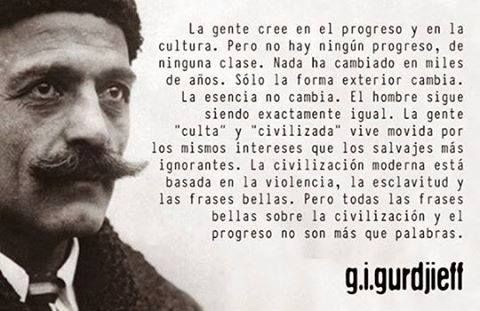 La gente cree en el progreso y en la
cultura. Pero no hay ningún progreso, de
ninguna clase. Nada ha cambiado en miles
de años. Sólo la forma exterior cambia.
La esencia no cambia. El hombre sigue
siendo exactamente igual. La gente
"culta" y "civilizada" vive movida por
los mismos intereses que los salvajes más
ignorantes. La civilización moderna está
basada en la violencia, la esclavitud y
las frases bellas. Pero todas las frases
bellas sobre la civilización y el
progreso no son más que palabras.
g.i.gurdjieff